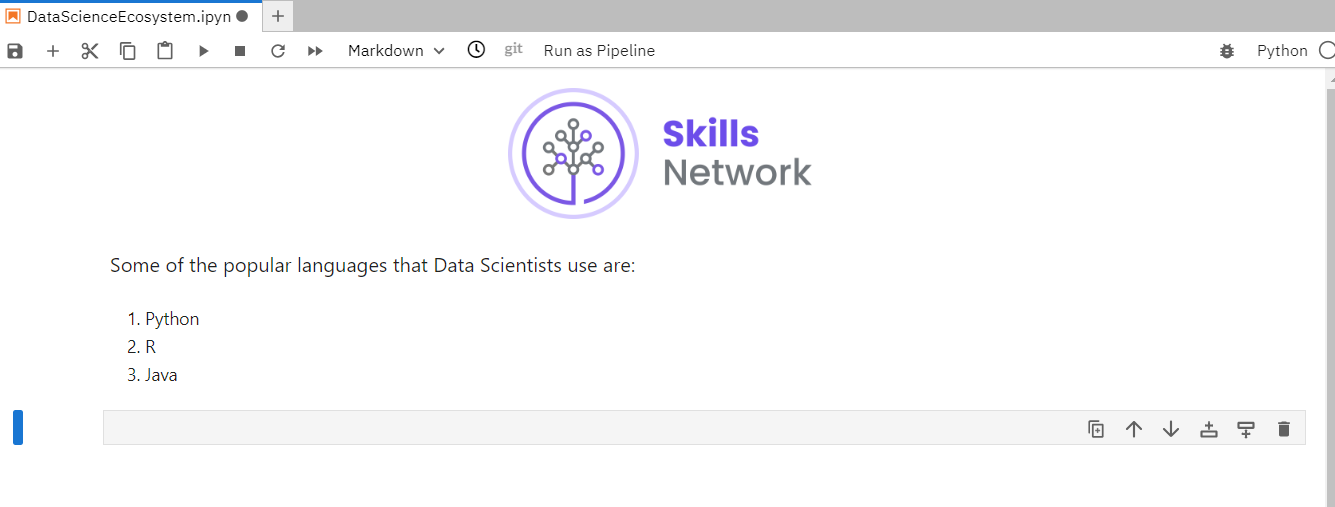 DataScienceEcosystem.ipyn
Markdown git Run as Pipeline Python
Skills
Network
Some of the popular languages that Data Scientists use are:
1. Python
2. R
3. Java